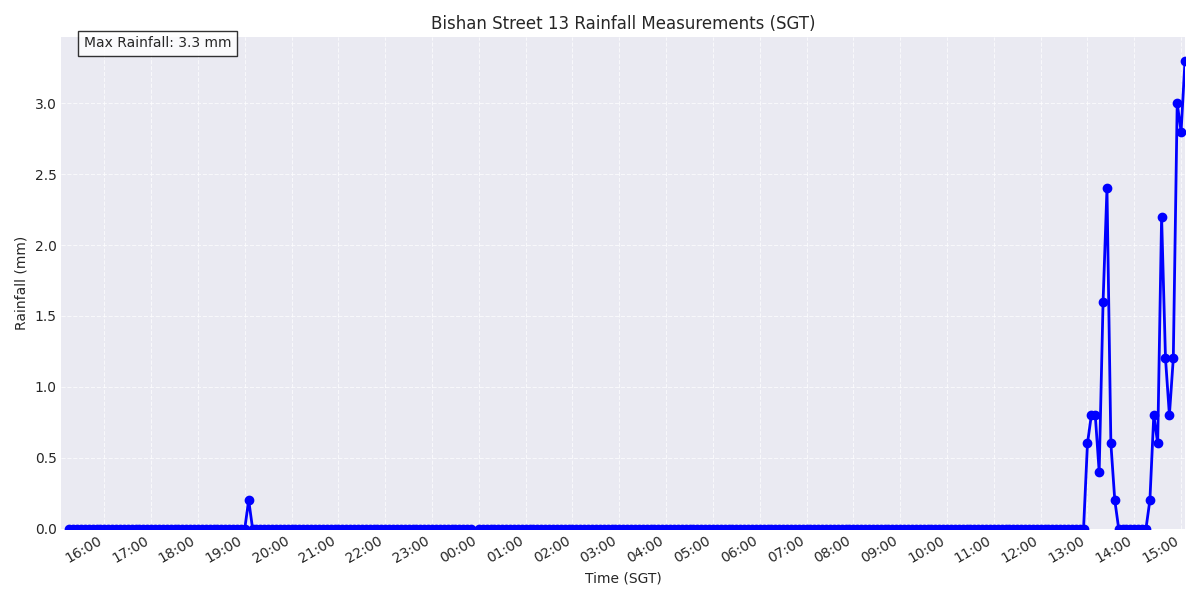 Bishan Street 13 Rainfall Measurements (SGT)
Max Rainfall: 3.3 mm
Rainfall (mm)
3.0
2.5
2.0
1.5
1.0
0.5
0.0
16:00 17:00 18:00 19:00 20:00 21:00 22:00 23:00 00:00 01:00 02:00 03:00 04:00 05:00 06:00 07:00 08:00 09:00 10:00 11:00 12:00 13:00 14:00 15:00
Time (SGT)